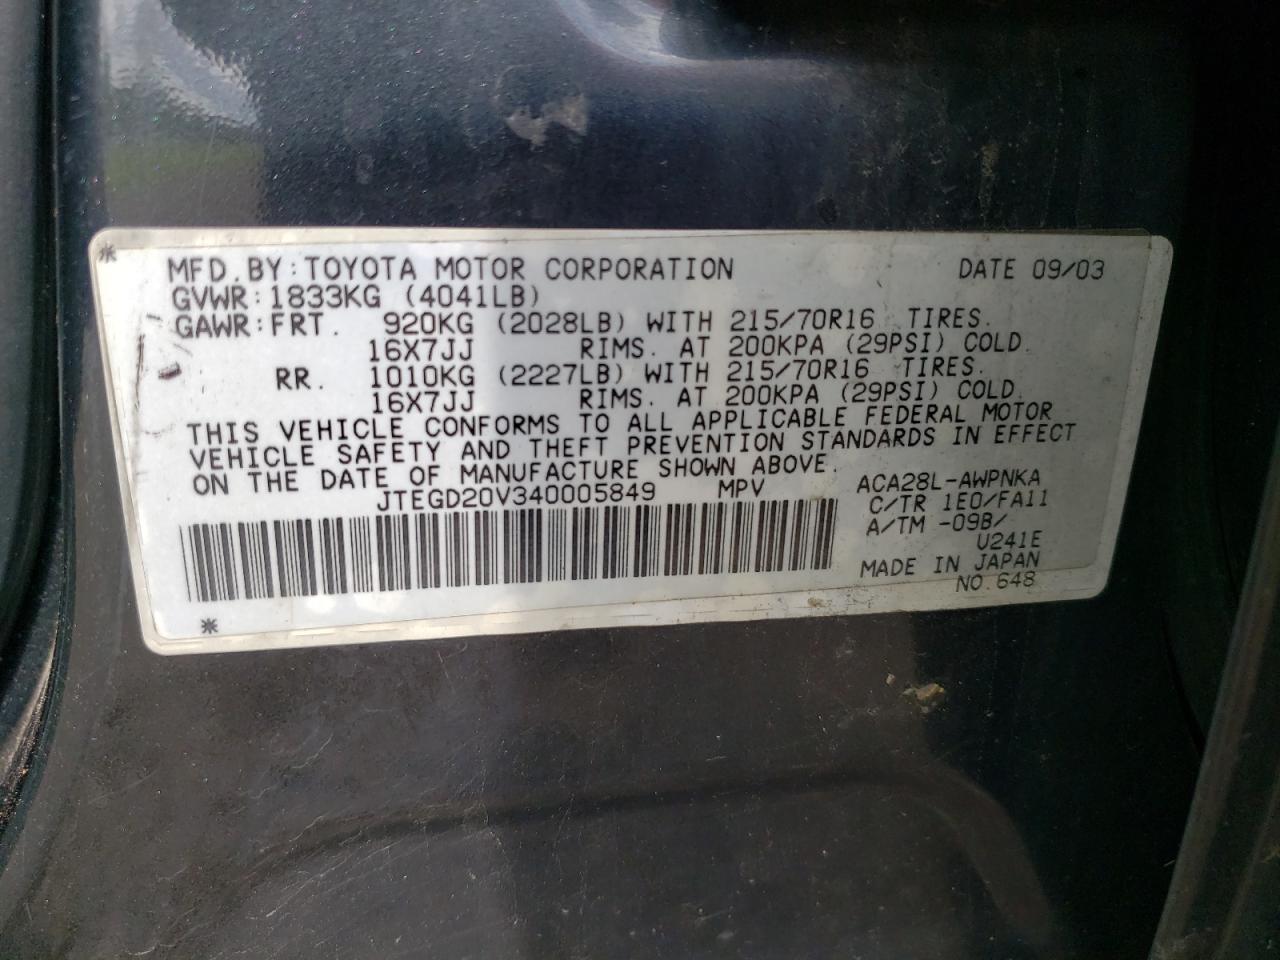 MFD. BY: TOYOTA MOTOR CORPORATION DATE 09/03
GVWR: 1833KG (4041LB)
GAWR: FRT. 920KG (2028LB) WITH 215/70R16 TIRES.
16X7JJ RIMS. AT 200KPA (29PSI) COLD.
RR. 1010KG (2227LB) WITH 215/70R16 TIRES.
16X7JJ RIMS. AT 200KPA (29PSI) COLD.
THIS VEHICLE CONFORMS TO ALL APPLICABLE FEDERAL MOTOR
VEHICLE SAFETY AND THEFT PREVENTION STANDARDS IN EFFECT
ON THE DATE OF MANUFACTURE SHOWN ABOVE.
JTEGD20V340005849 MPV ACA28L-AWPNKA
C/TR 1E0/FA11
A/TM -09B/
U241E
MADE IN JAPAN
NO. 648